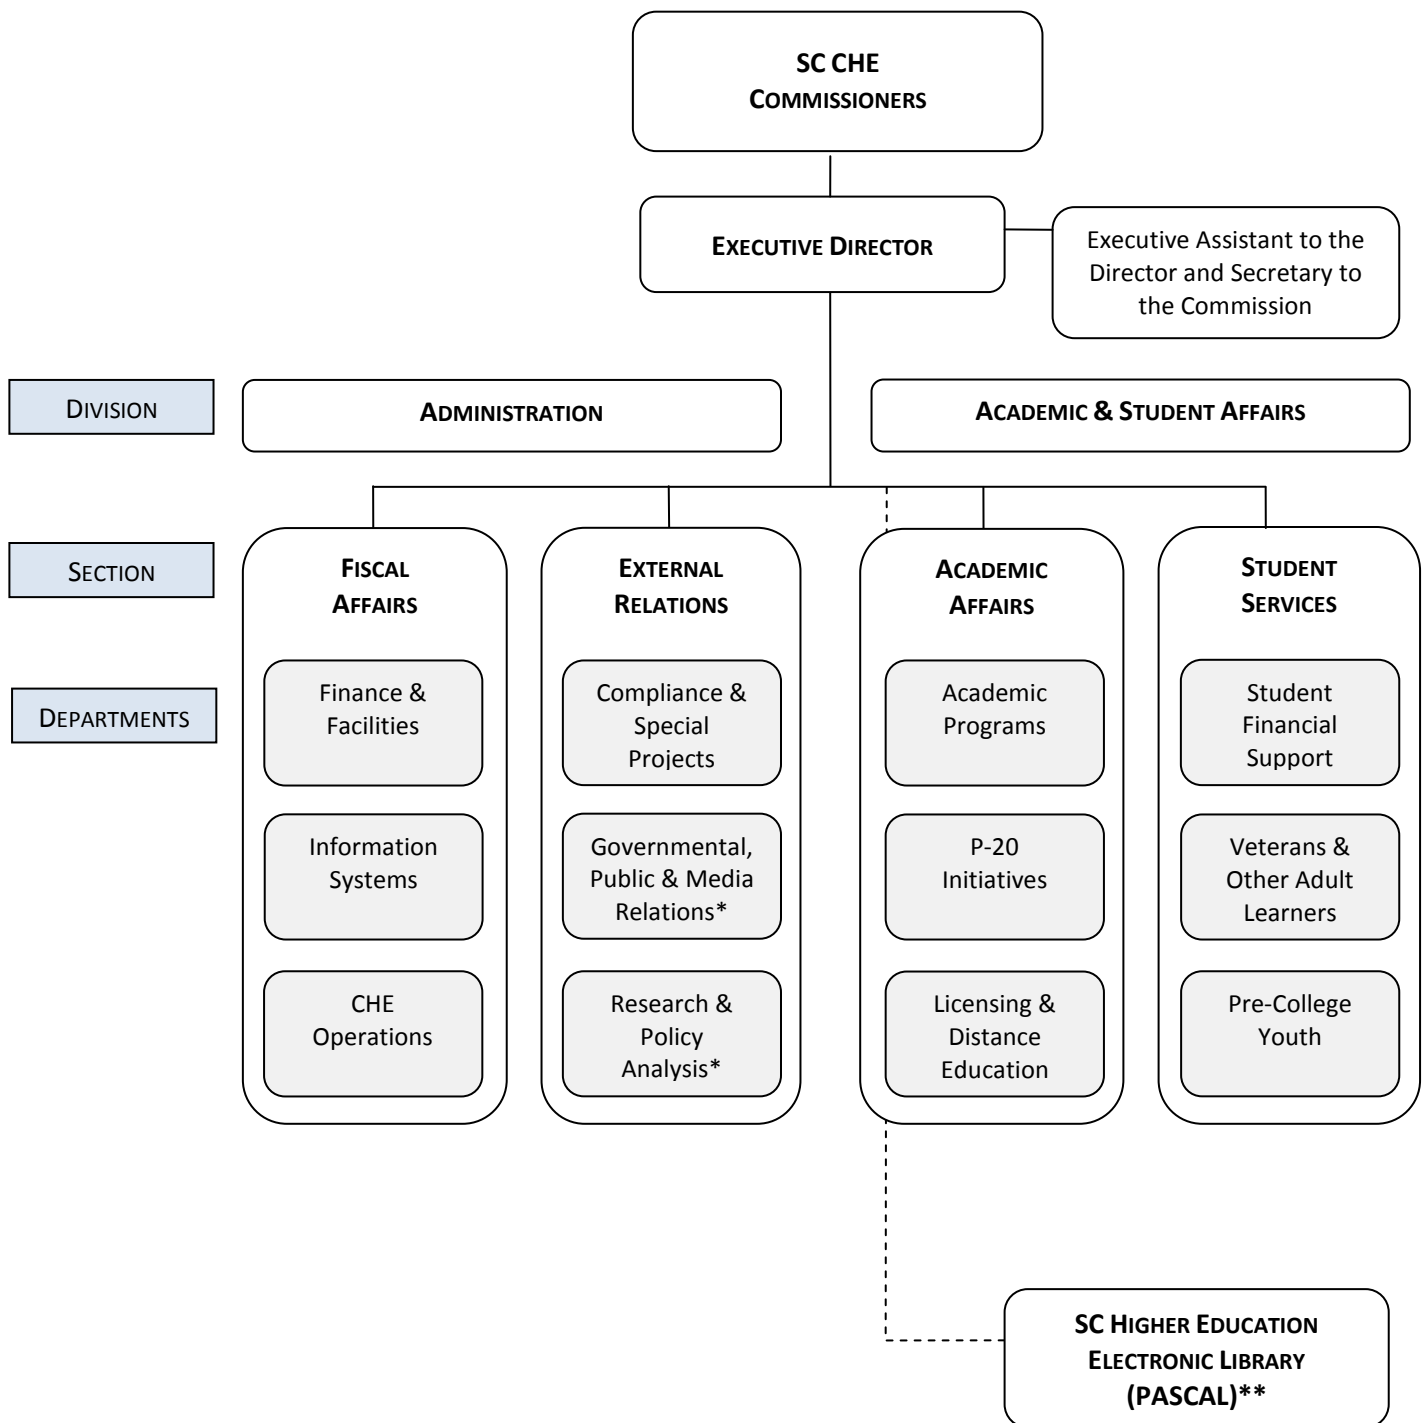 SC CHE
COMMISSIONERS
EXECUTIVE DIRECTOR
Executive Assistant to the
Director and Secretary to
the Commission
DIVISION
ADMINISTRATION
ACADEMIC & STUDENT AFFAIRS
SECTION
FISCAL
AFFAIRS
EXTERNAL
RELATIONS
ACADEMIC
AFFAIRS
STUDENT
SERVICES
DEPARTMENTS
Finance &
Facilities
Compliance &
Special
Projects
Academic
Programs
Student
Financial
Support
Information
Systems
Governmental,
Public & Media
Relations*
P-20
Initiatives
Veterans &
Other Adult
Learners
CHE
Operations
Research &
Policy
Analysis*
Licensing &
Distance
Education
Pre-College
Youth
SC HIGHER EDUCATION
ELECTRONIC LIBRARY
(PASCAL)**